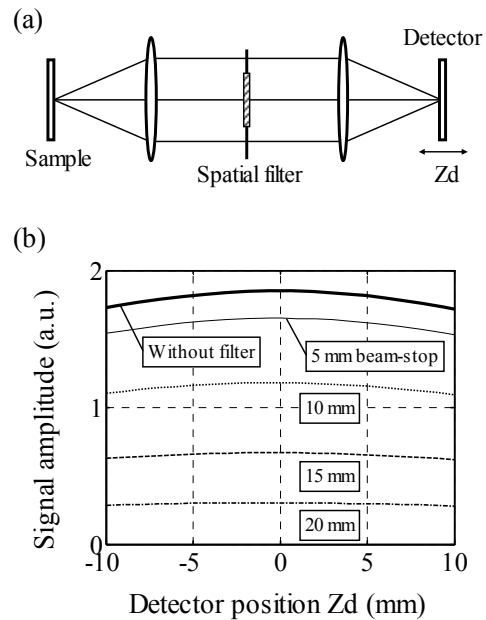 (a)
Detector
Sample
Spatial filter
Zd
(b)
Signal amplitude (a.u.)
2
1
0
Without filter
5 mm beam-stop
10 mm
15 mm
20 mm
-10 -5 0 5 10
Detector position Zd (mm)